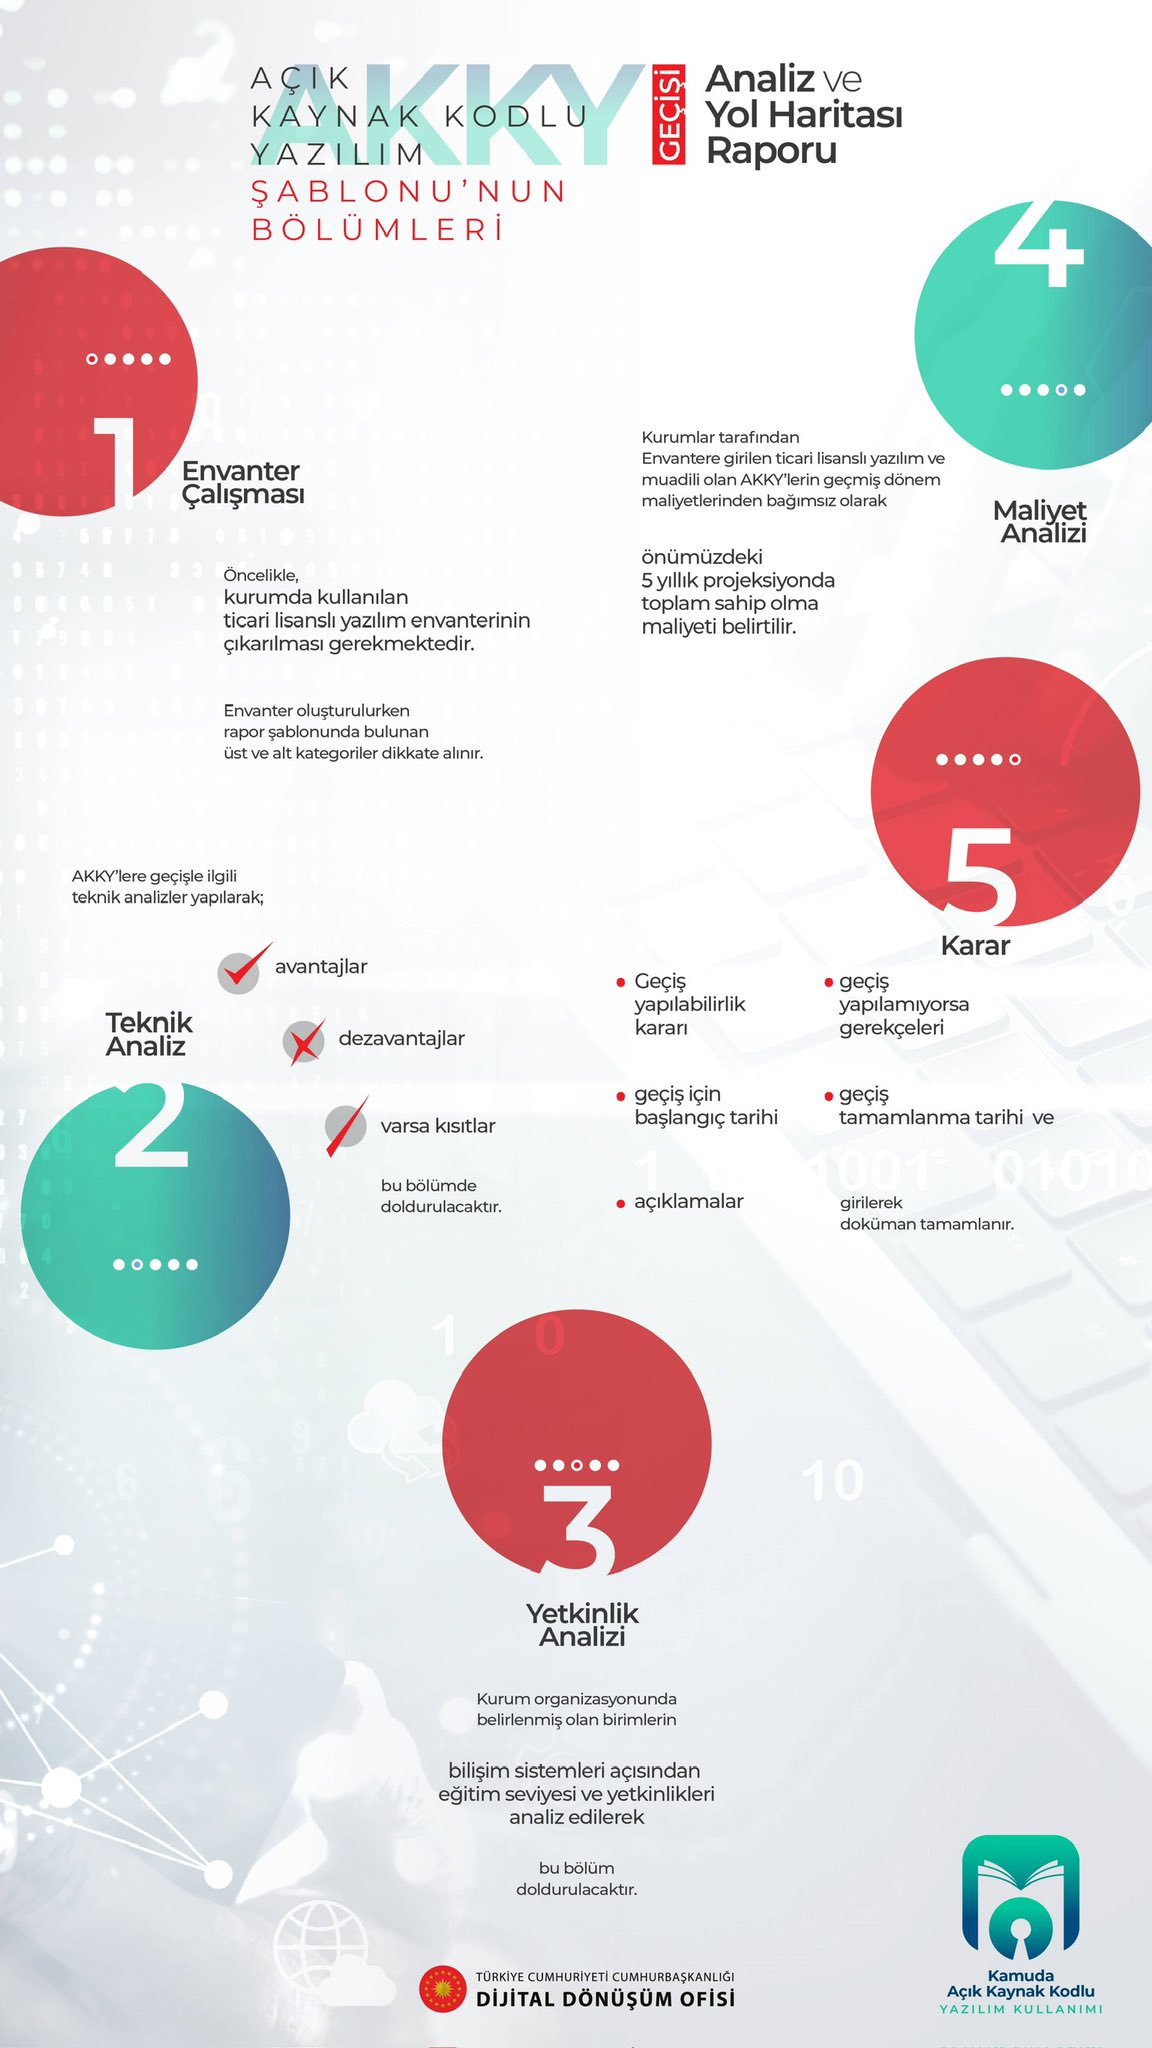 AKKY
AÇIK
KAYNAK KODLU
YAZILIM
ŞABLONU'NUN
BÖLÜMLERİ
GEÇİŞİ
Analiz ve
Yol Haritası
Raporu
1
Envanter
Çalışması
Öncelikle,
kurumda kullanılan
ticari lisanslı yazılım envanterinin
çıkarılması gerekmektedir.
Envanter oluşturulurken
rapor şablonunda bulunan
üst ve alt kategoriler dikkate alınır.
AKKY'lere geçişle ilgili
teknik analizler yapılarak;
avantajlar
dezavantajlar
varsa kısıtlar
bu bölümde
doldurulacaktır.
Teknik
Analiz
2
3
Yetkinlik
Analizi
Kurum organizasyonunda
belirlenmiş olan birimlerin
bilişim sistemleri açısından
eğitim seviyesi ve yetkinlikleri
analiz edilerek
bu bölüm
doldurulacaktır.
4
Maliyet
Analizi
Kurumlar tarafından
Envantere girilen ticari lisanslı yazılım ve
muadili olan AKKY'lerin geçmiş dönem
maliyetlerinden bağımsız olarak
önümüzdeki
5 yıllık projeksiyonda
toplam sahip olma
maliyeti belirtilir.
5
Karar
• Geçiş
yapılabilirlik
kararı
• geçiş
yapılamıyorsa
gerekçeleri
• geçiş için
başlangıç tarihi
• geçiş
tamamlanma tarihi ve
• açıklamalar
girilerek
doküman tamamlanır.
1 1001 01010
1 0
10
TÜRKİYE CUMHURİYETİ CUMHURBAŞKANLIĞI
DİJİTAL DÖNÜŞÜM OFİSİ
Kamuda
Açık Kaynak Kodlu
YAZILIM KULLANIMI